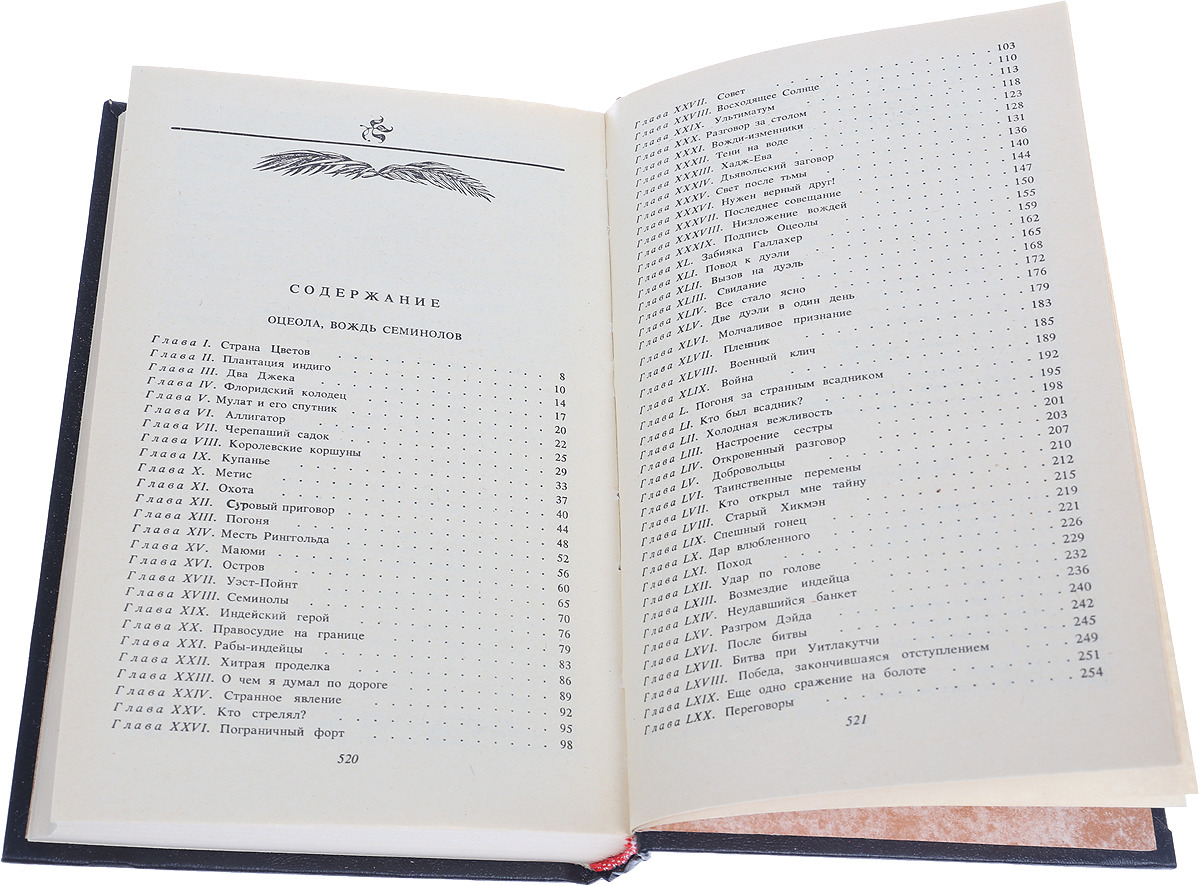 СОДЕРЖАНИЕ
ОЦЕОЛА, ВОЖДЬ СЕМИНОЛОВ
Глава I. Страна Цветов 8
Глава II. Плантация индиго 10
Глава III. Два Джека 14
Глава IV. Флоридский колодец 17
Глава V. Мулат и его спутник 20
Глава VI. Аллигатор 22
Глава VII. Черепаший садок 25
Глава VIII. Королевские коршуны 29
Глава IX. Купанье 33
Глава X. Метис 37
Глава XI. Охота 40
Глава XII. Суровый приговор 44
Глава XIII. Погоня 48
Глава XIV. Месть Ринггольда 52
Глава XV. Маюми 56
Глава XVI. Остров 60
Глава XVII. Уэст-Пойнт 65
Глава XVIII. Семинолы 70
Глава XIX. Индейский герой 76
Глава XX. Правосудие на границе 79
Глава XXI. Рабы-индейцы 83
Глава XXII. Хитрая проделка 86
Глава XXIII. О чем я думал по дороге 89
Глава XXIV. Странное явление 92
Глава XXV. Кто стрелял? 95
Глава XXVI. Пограничный форт 98
520
Глава XXVII. Совет 103
Глава XXVIII. Восходящее Солнце 110
Глава XXIX. Ультиматум 113
Глава XXX. Разговор за столом 118
Глава XXXI. Вожди-изменники 123
Глава XXXII. Тени на воде 128
Глава XXXIII. Хадж-Ева 131
Глава XXXIV. Дьявольский заговор 136
Глава XXXV. Свет после тьмы 140
Глава XXXVI. Нужен верный друг! 144
Глава XXXVII. Последнее совещание 147
Глава XXXVIII. Низложение вождей 150
Глава XXXIX. Подпись Оцеолы 155
Глава XL. Забияка Галлахер 159
Глава XLI. Повод к дуэли 162
Глава XLII. Вызов на дуэль 165
Глава XLIII. Свидание 168
Глава XLIV. Все стало ясно 172
Глава XLV. Две дуэли в один день 176
Глава XLVI. Молчаливое признание 179
Глава XLVII. Пленник 183
Глава XLVIII. Военный клич 185
Глава XLIX. Война 189
Глава L. Погоня за странным всадником 192
Глава LI. Кто был всадник? 195
Глава LII. Холодная вежливость 198
Глава LIII. Настроение сестры 201
Глава LIV. Откровенный разговор 203
Глава LV. Добровольцы 207
Глава LVI. Таинственные перемены 210
Глава LVII. Кто открыл мне тайну 212
Глава LVIII. Старый Хикмэн 215
Глава LIX. Спешный гонец 219
Глава LX. Дар влюбленного 221
Глава LXI. Поход 226
Глава LXII. Удар по голове 229
Глава LXIII. Возмездие индейца 232
Глава LXIV. Неудавшийся банкет 236
Глава LXV. Разгром Дэйда 240
Глава LXVI. После битвы 242
Глава LXVII. Битва при Уитлакутчи 245
Глава LXVIII. Победа, закончившаяся отступлением 249
Глава LXIX. Еще одно сражение на болоте 251
Глава LXX. Переговоры 254
521